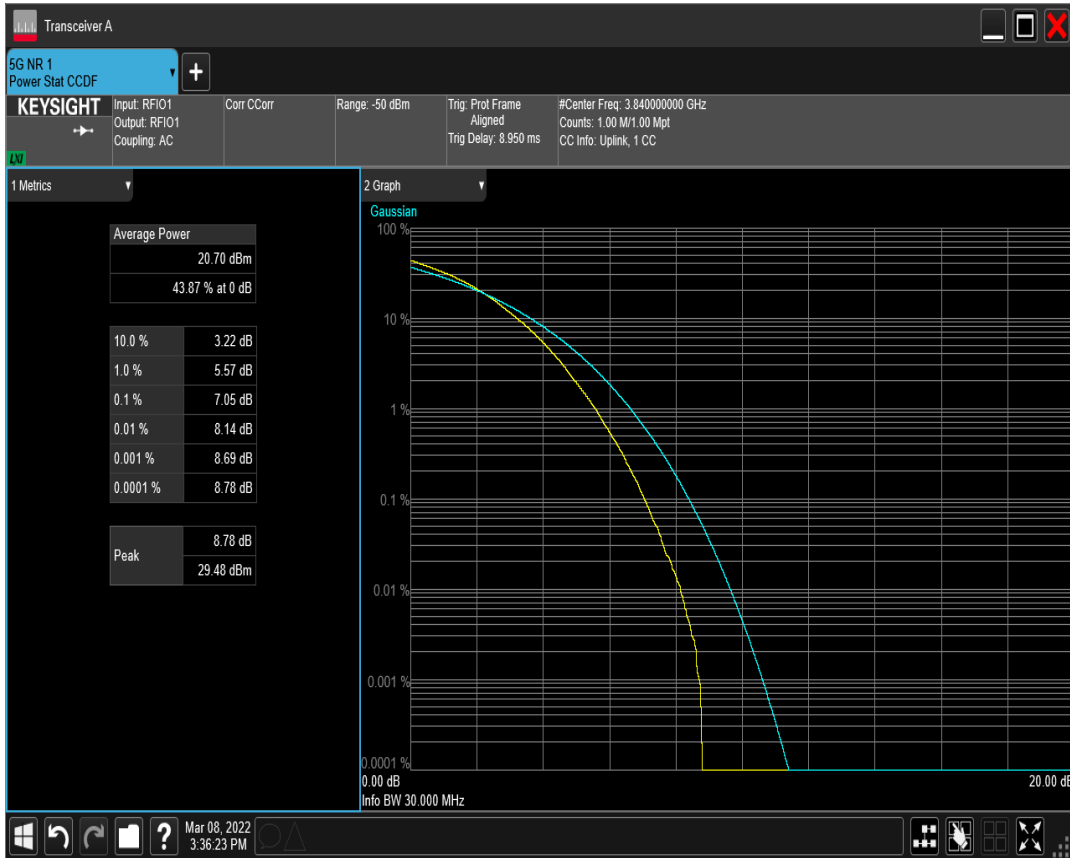 Transceiver A
5G NR 1
Power Stat CCDF
+
KEYSIGHT
LXI
Input: RFIO1
Output: RFIO1
Coupling: AC
Corr CCorr
Range: -50 dBm
Trig: Prot Frame
Aligned
Trig Delay: 8.950 ms
#Center Freq: 3.840000000 GHz
Counts: 1.00 M/1.00 Mpt
CC Info: Uplink, 1 CC
1 Metrics
Average Power
20.70 dBm
43.87 % at 0 dB
10.0 % 3.22 dB
1.0 % 5.57 dB
0.1 % 7.05 dB
0.01 % 8.14 dB
0.001 % 8.69 dB
0.0001 % 8.78 dB
Peak
8.78 dB
29.48 dBm
2 Graph
Gaussian
100 %
10 %
1 %
0.1 %
0.01 %
0.001 %
0.0001 %
0.00 dB 20.00 dB
Info BW 30.000 MHz
?
Mar 08, 2022
3:36:23 PM